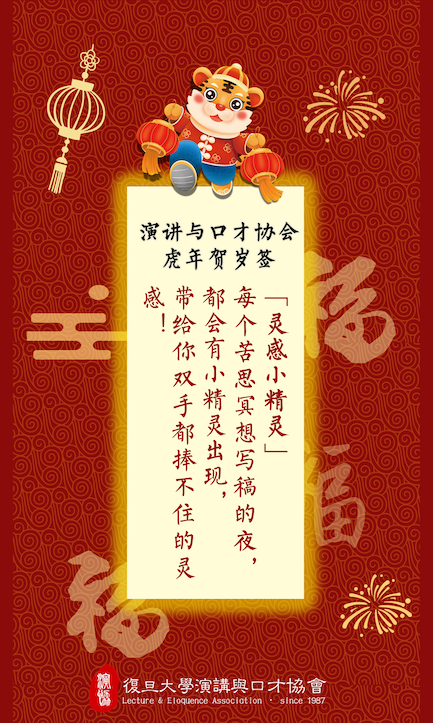 演讲与口才协会
虎年贺岁签
「灵感小精灵」
每个苦思冥想写稿的夜，
都会有小精灵出现，
带给你双手都捧不住的灵
感！
福
福
福
復旦大學演講與口才協會
Lecture & Eloquence Association · since 1987